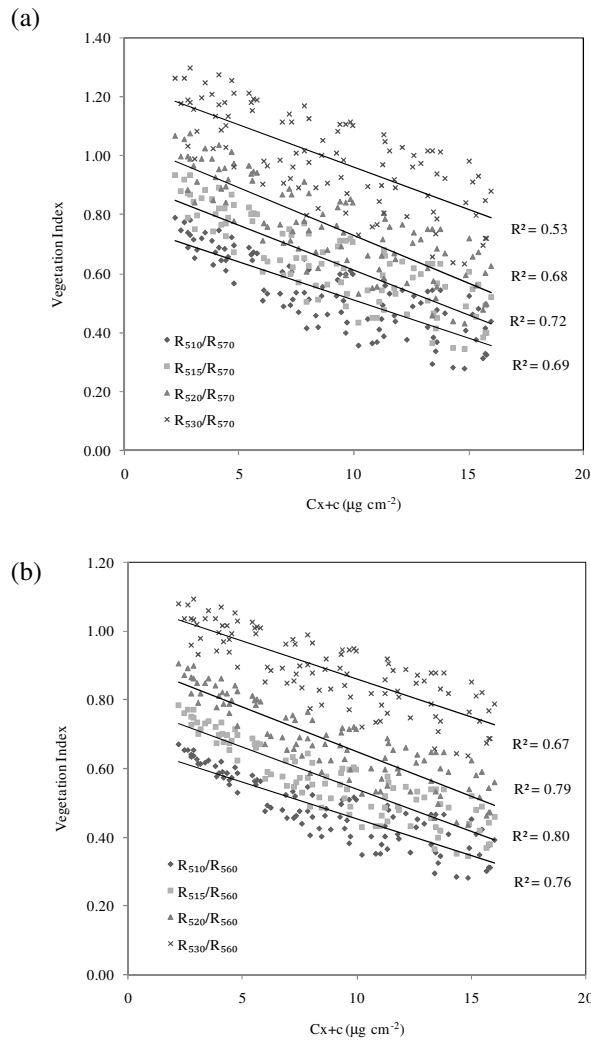 (a)
1.40
1.20
1.00
0.80
0.60
0.40
0.20
0.00
Vegetation Index
R² = 0.53
R² = 0.68
R² = 0.72
R² = 0.69
R₅₁₀/R₅₇₀
R₅₁₅/R₅₇₀
R₅₂₀/R₅₇₀
R₅₃₀/R₅₇₀
0 5 10 15 20
Cx+c (µg cm⁻²)
(b)
1.20
1.00
0.80
0.60
0.40
0.20
0.00
Vegetation Index
R² = 0.67
R² = 0.79
R² = 0.80
R² = 0.76
R₅₁₀/R₅₆₀
R₅₁₅/R₅₆₀
R₅₂₀/R₅₆₀
R₅₃₀/R₅₆₀
0 5 10 15 20
Cx+c (µg cm⁻²)